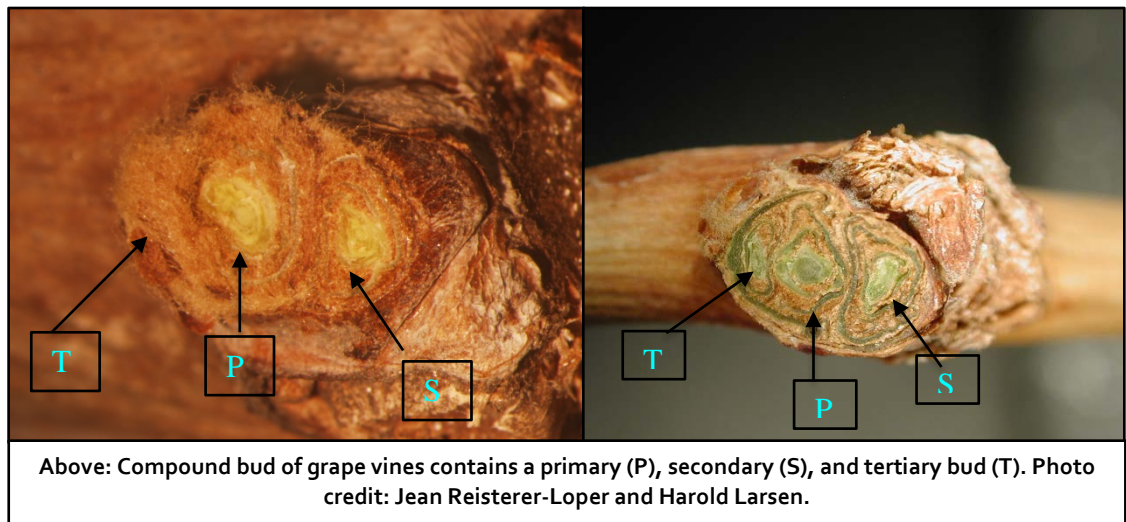 T
P
S
T
P
S
Above: Compound bud of grape vines contains a primary (P), secondary (S), and tertiary bud (T). Photo
credit: Jean Reisterer-Loper and Harold Larsen.